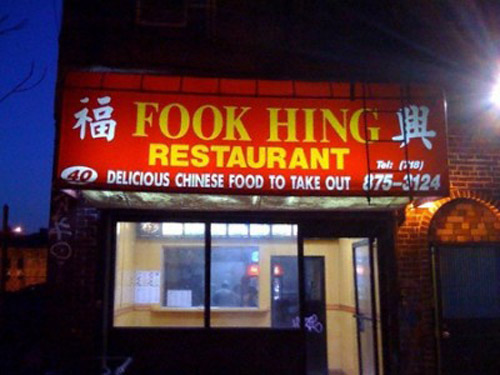 福 FOOK HING 興
RESTAURANT
Tel: (718)
40 DELICIOUS CHINESE FOOD TO TAKE OUT 875-3124